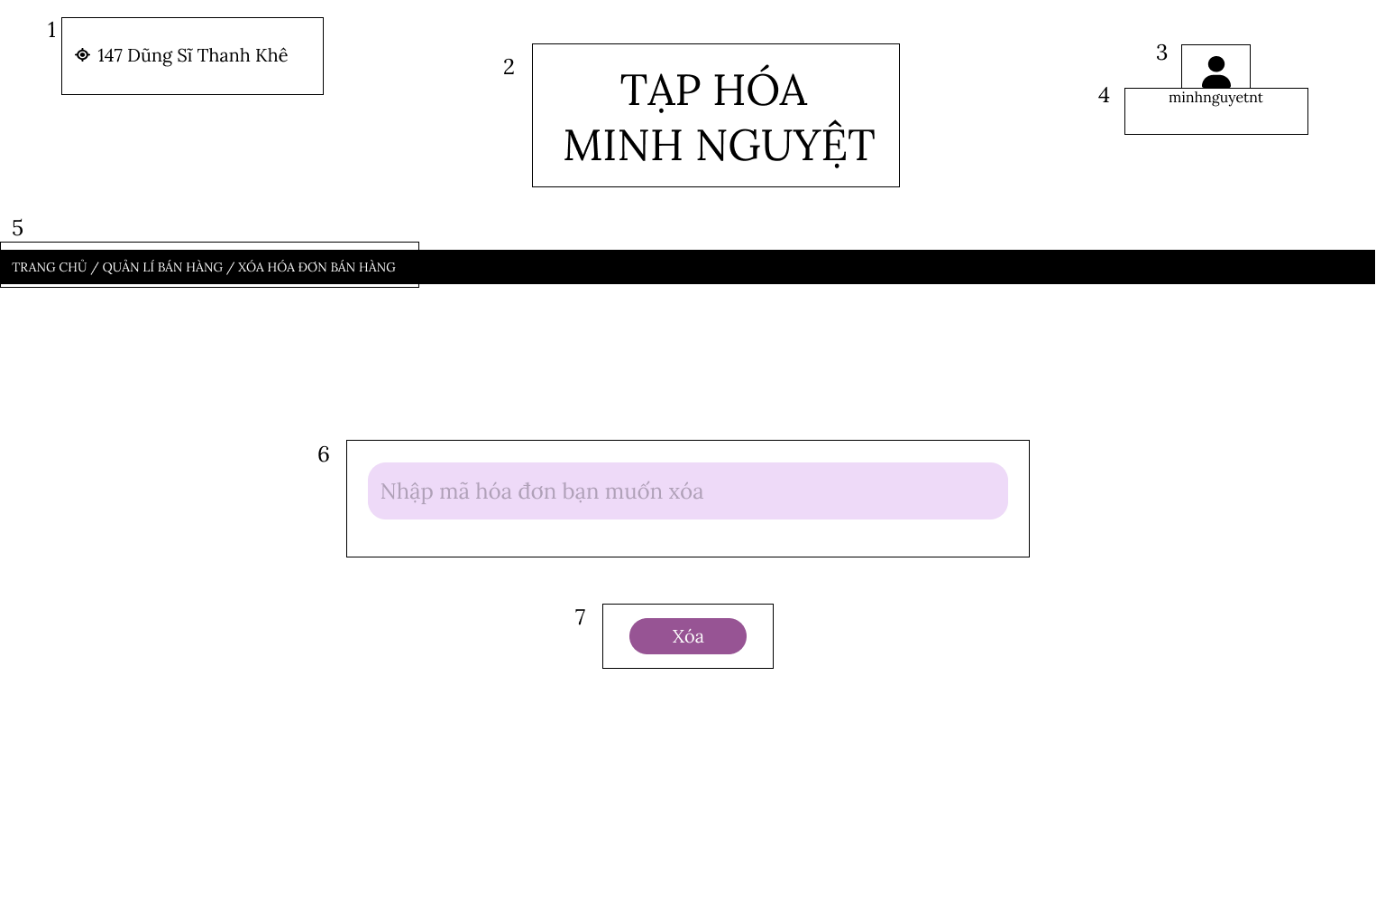 1
147 Dũng Sĩ Thanh Khê
2
TẠP HÓA
MINH NGUYỆT
3
4
minhnguyetnt
5
TRANG CHỦ / QUẢN LÍ BÁN HÀNG / XÓA HÓA ĐƠN BÁN HÀNG
6
Nhập mã hóa đơn bạn muốn xóa
7
Xóa